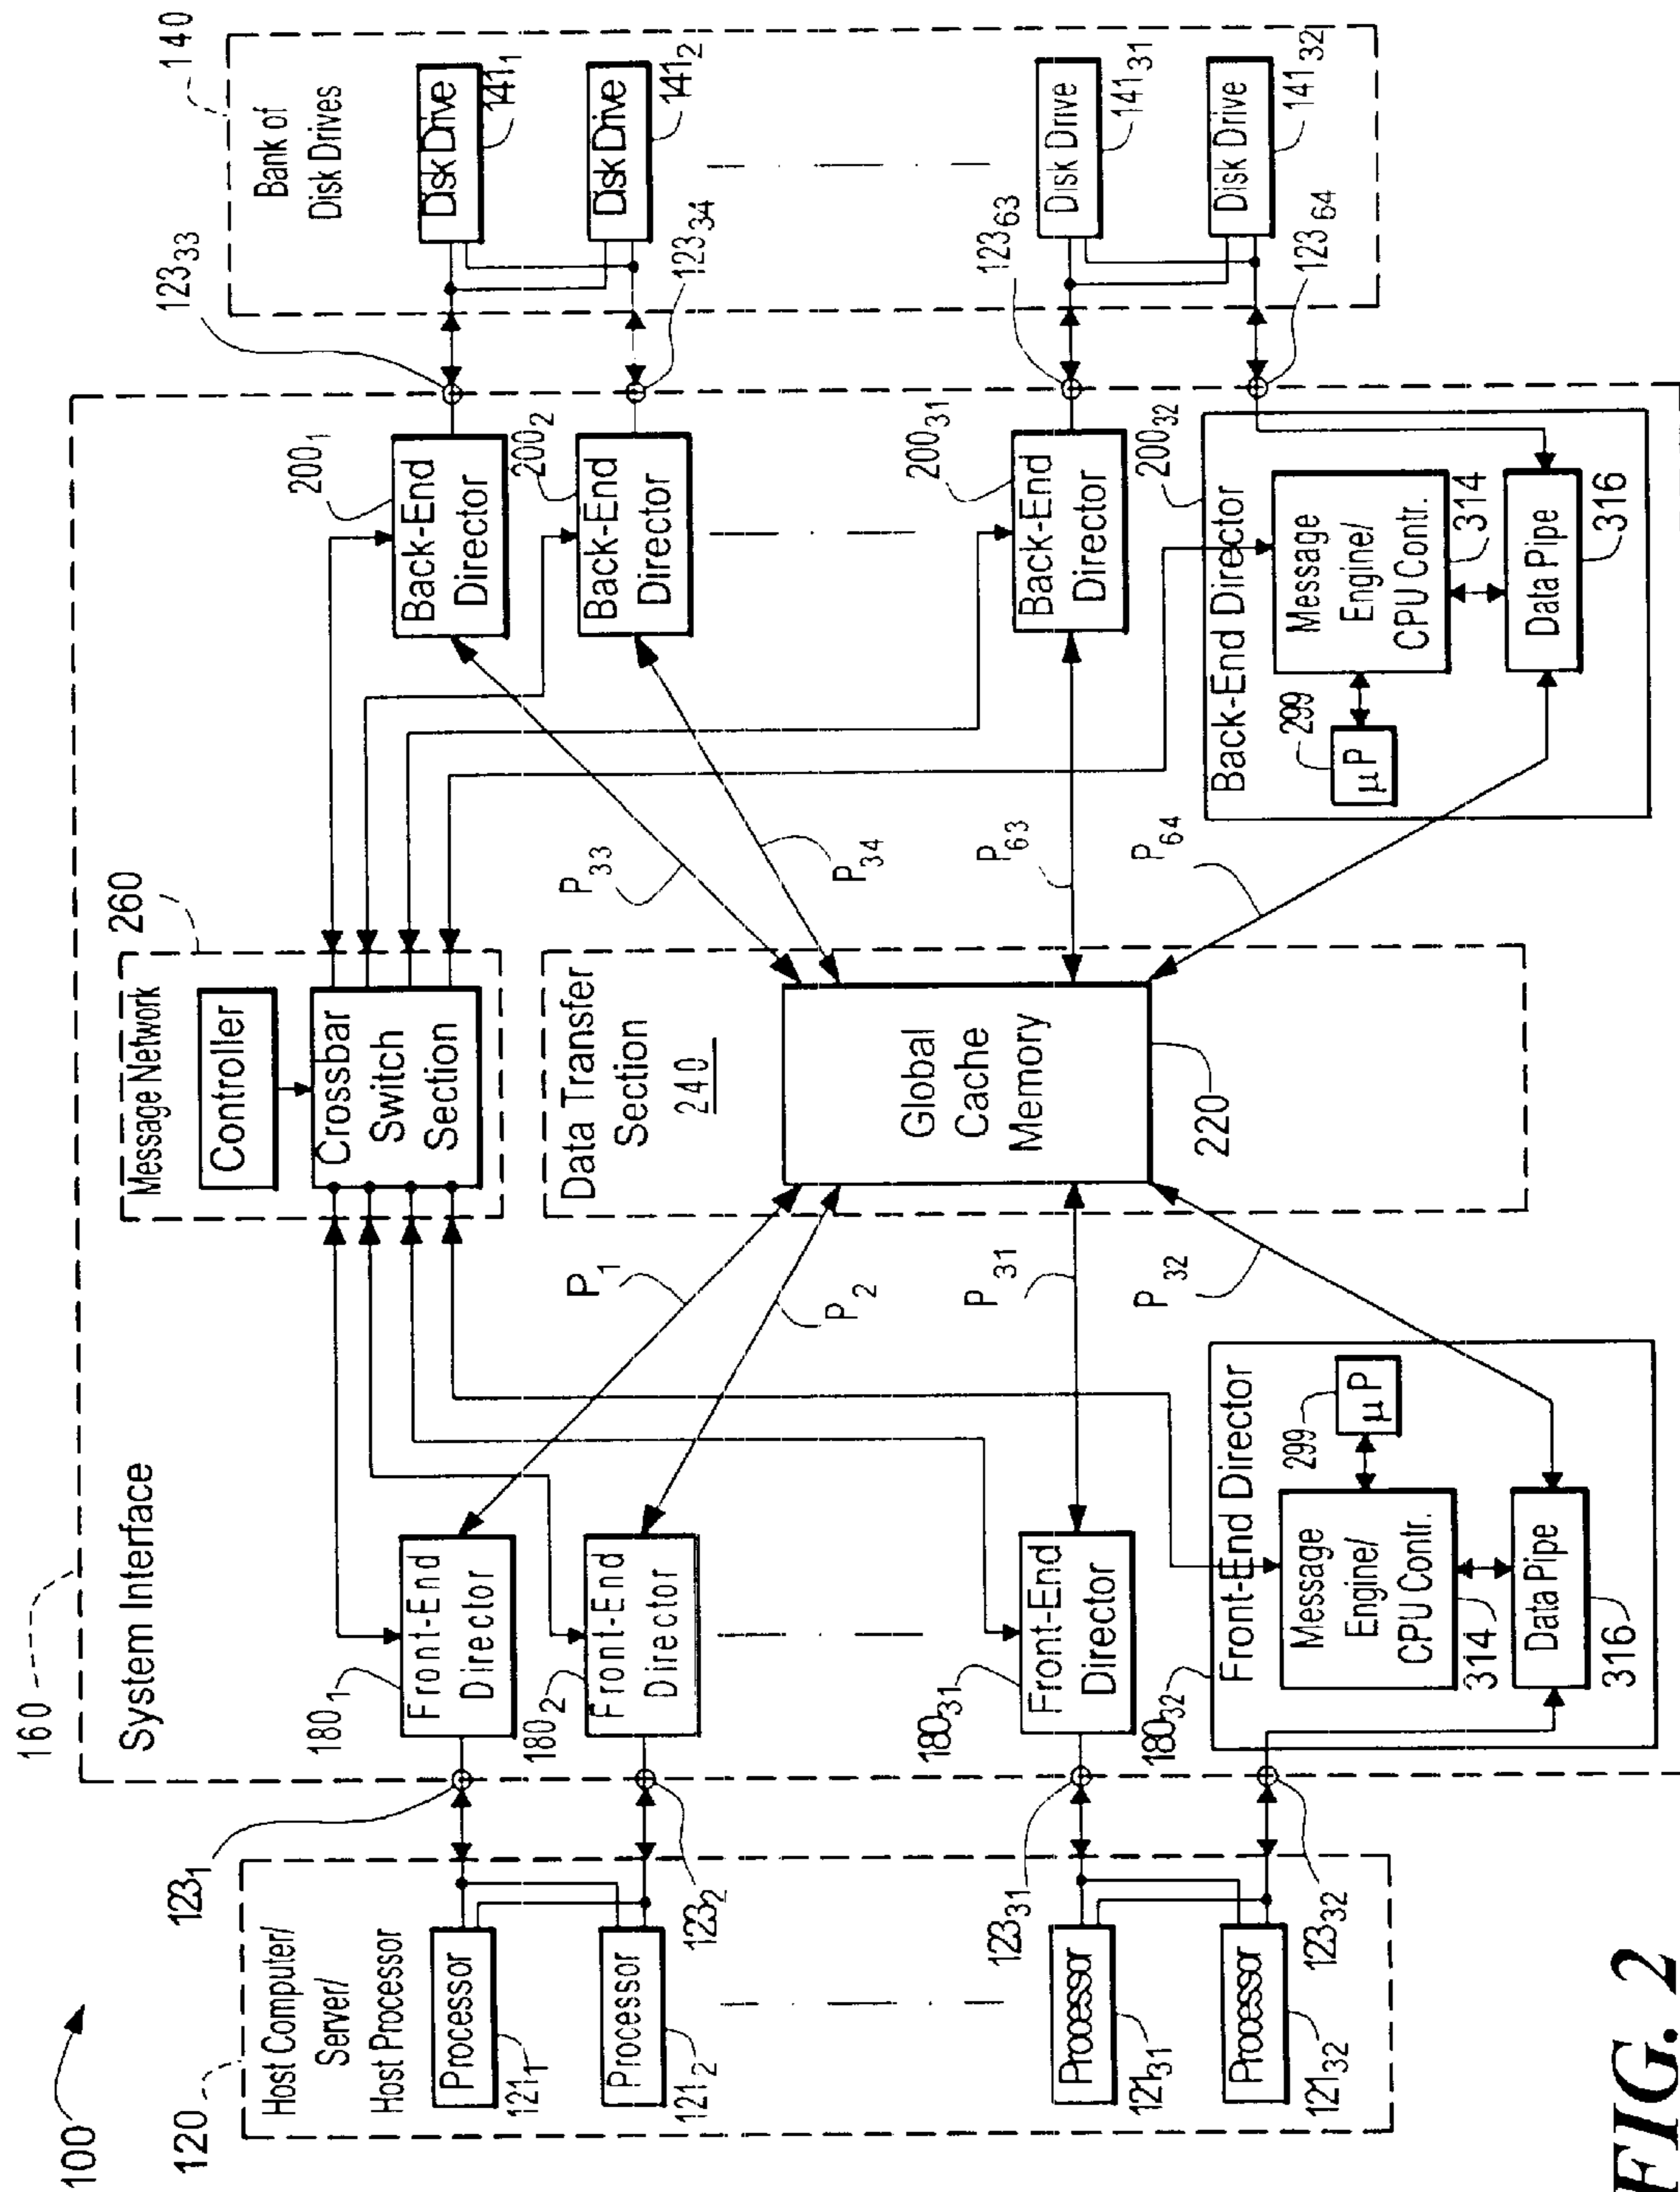 100
120
Host Computer/
Server/
Host Processor
Processor
121₁
Processor
121₂
Processor
121₃₁
Processor
121₃₂
123₁
123₂
123₃₁
123₃₂
160
System Interface
180₁
Front-End
Director
180₂
Front-End
Director
180₃₁
Front-End
Director
180₃₂
Front-End Director
299
μP
Message
Engine/
CPU Contr.
314
Data Pipe
316
P₁
P₂
P₃₁
P₃₂
260
Message Network
Controller
Crossbar
Switch
Section
Data Transfer
Section
240
Global
Cache
Memory
220
P₃₃
P₃₄
P₆₃
P₆₄
200₁
Back-End
Director
200₂
Back-End
Director
200₃₁
Back-End
Director
200₃₂
Back-End Director
299
μP
Message
Engine/
CPU Contr.
314
Data Pipe
316
123₃₃
123₃₄
123₆₃
123₆₄
140
Bank of
Disk Drives
Disk Drive
141₁
Disk Drive
141₂
Disk Drive
141₃₁
Disk Drive
141₃₂
FIG. 2